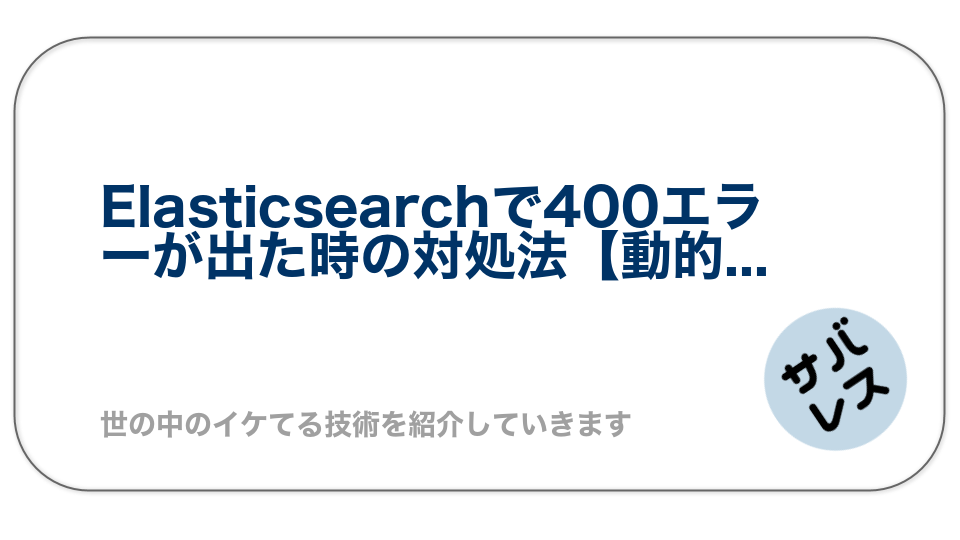 Elasticsearchで400エラ
ーが出た時の対処法【動的...
世の中のイケてる技術を紹介していきます
サバ
レス